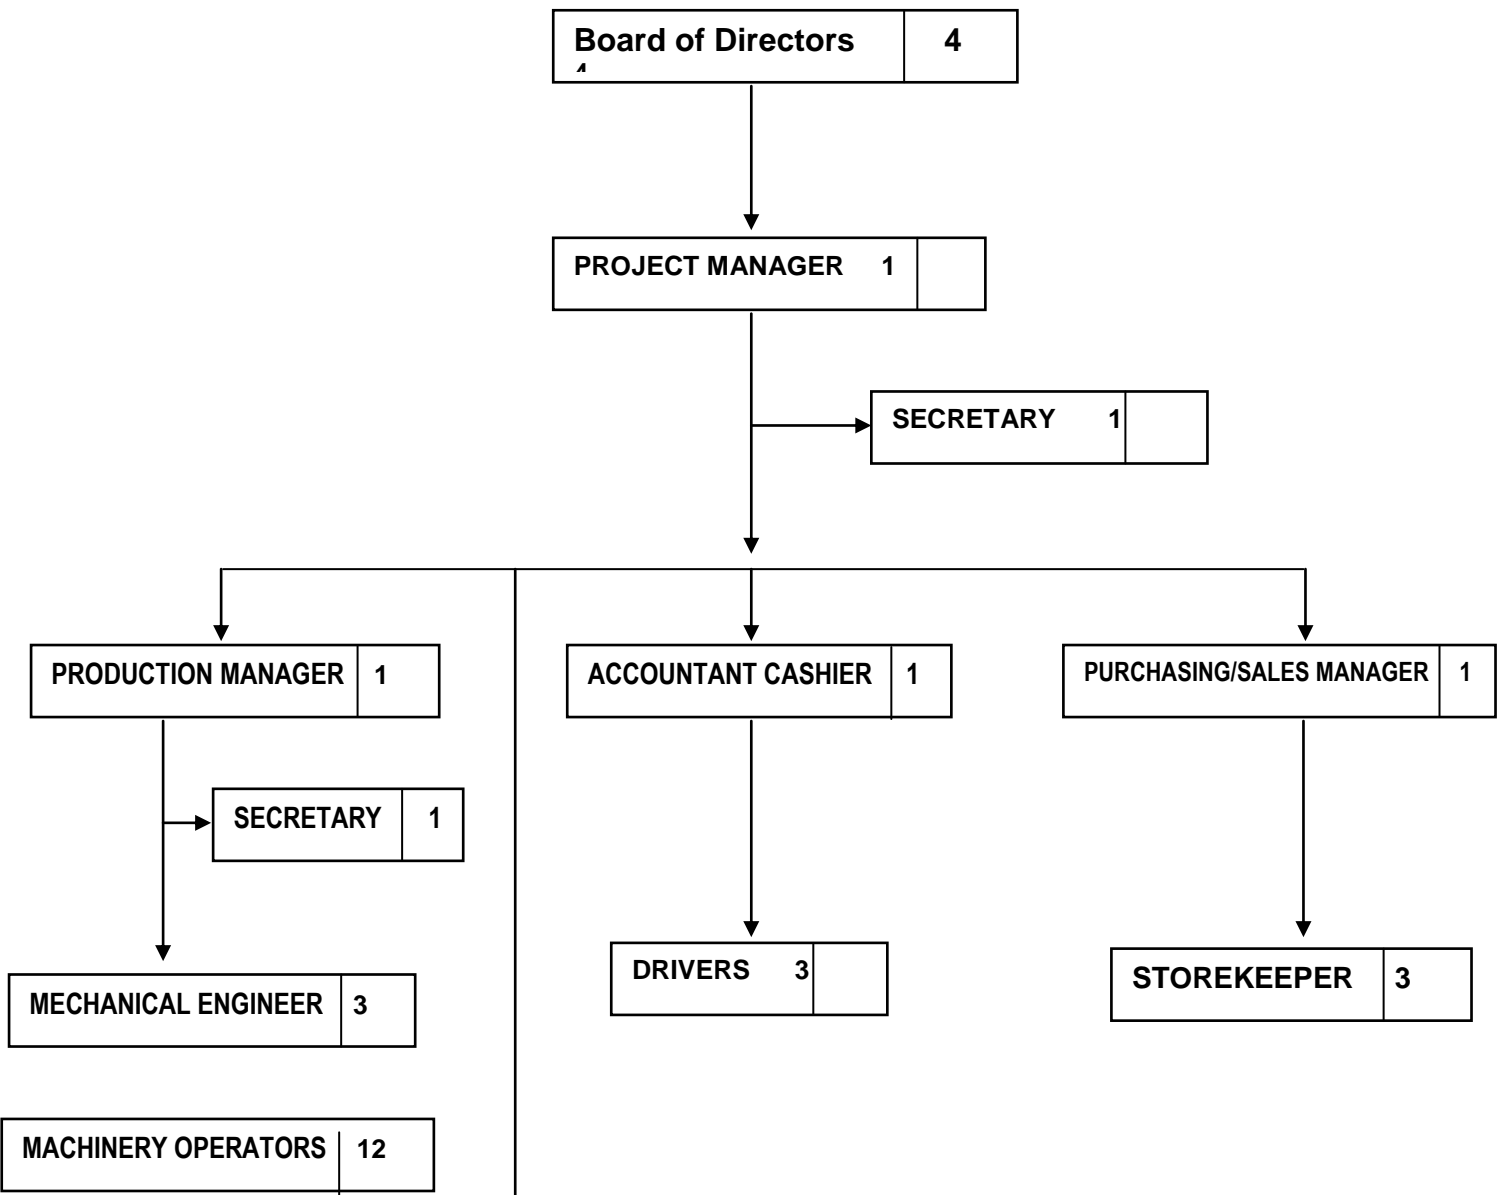 Board of Directors 4
PROJECT MANAGER 1
SECRETARY 1
PRODUCTION MANAGER 1
ACCOUNTANT CASHIER 1
PURCHASING/SALES MANAGER 1
SECRETARY 1
DRIVERS 3
STOREKEEPER 3
MECHANICAL ENGINEER 3
MACHINERY OPERATORS 12